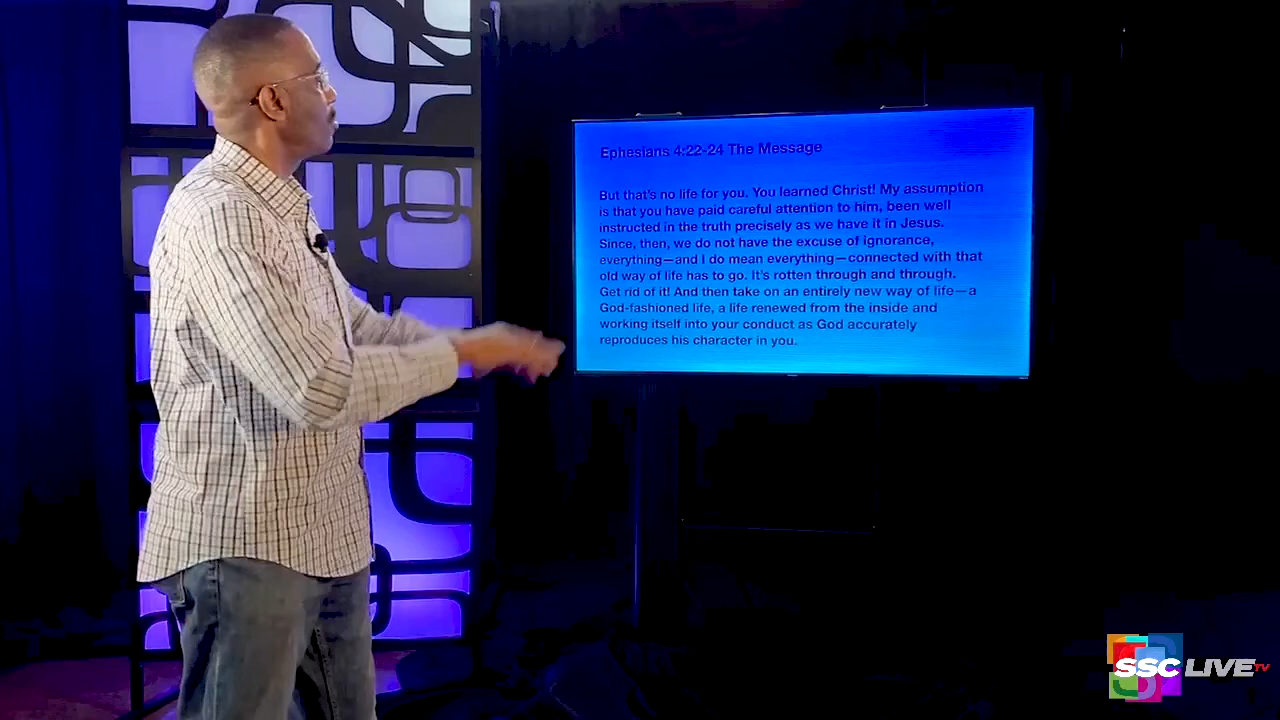 Ephesians 4:22-24 The Message
But that's no life for you. You learned Christ! My assumption
is that you have paid careful attention to him, been well
instructed in the truth precisely as we have it in Jesus.
Since, then, we do not have the excuse of ignorance,
everything—and I do mean everything—connected with that
old way of life has to go. It's rotten through and through.
Get rid of it! And then take on an entirely new way of life—a
God-fashioned life, a life renewed from the inside and
working itself into your conduct as God accurately
reproduces his character in you.
SSC LIVE TV